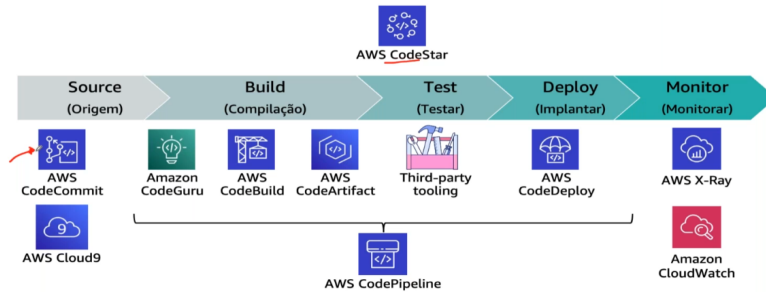 AWS CodeStar
Source
(Origem)
Build
(Compilação)
Test
(Testar)
Deploy
(Implantar)
Monitor
(Monitorar)
AWS
CodeCommit
Amazon
CodeGuru
AWS
CodeBuild
AWS
CodeArtifact
Third-party
tooling
AWS
CodeDeploy
AWS X-Ray
9
AWS Cloud9
AWS CodePipeline
Amazon
CloudWatch